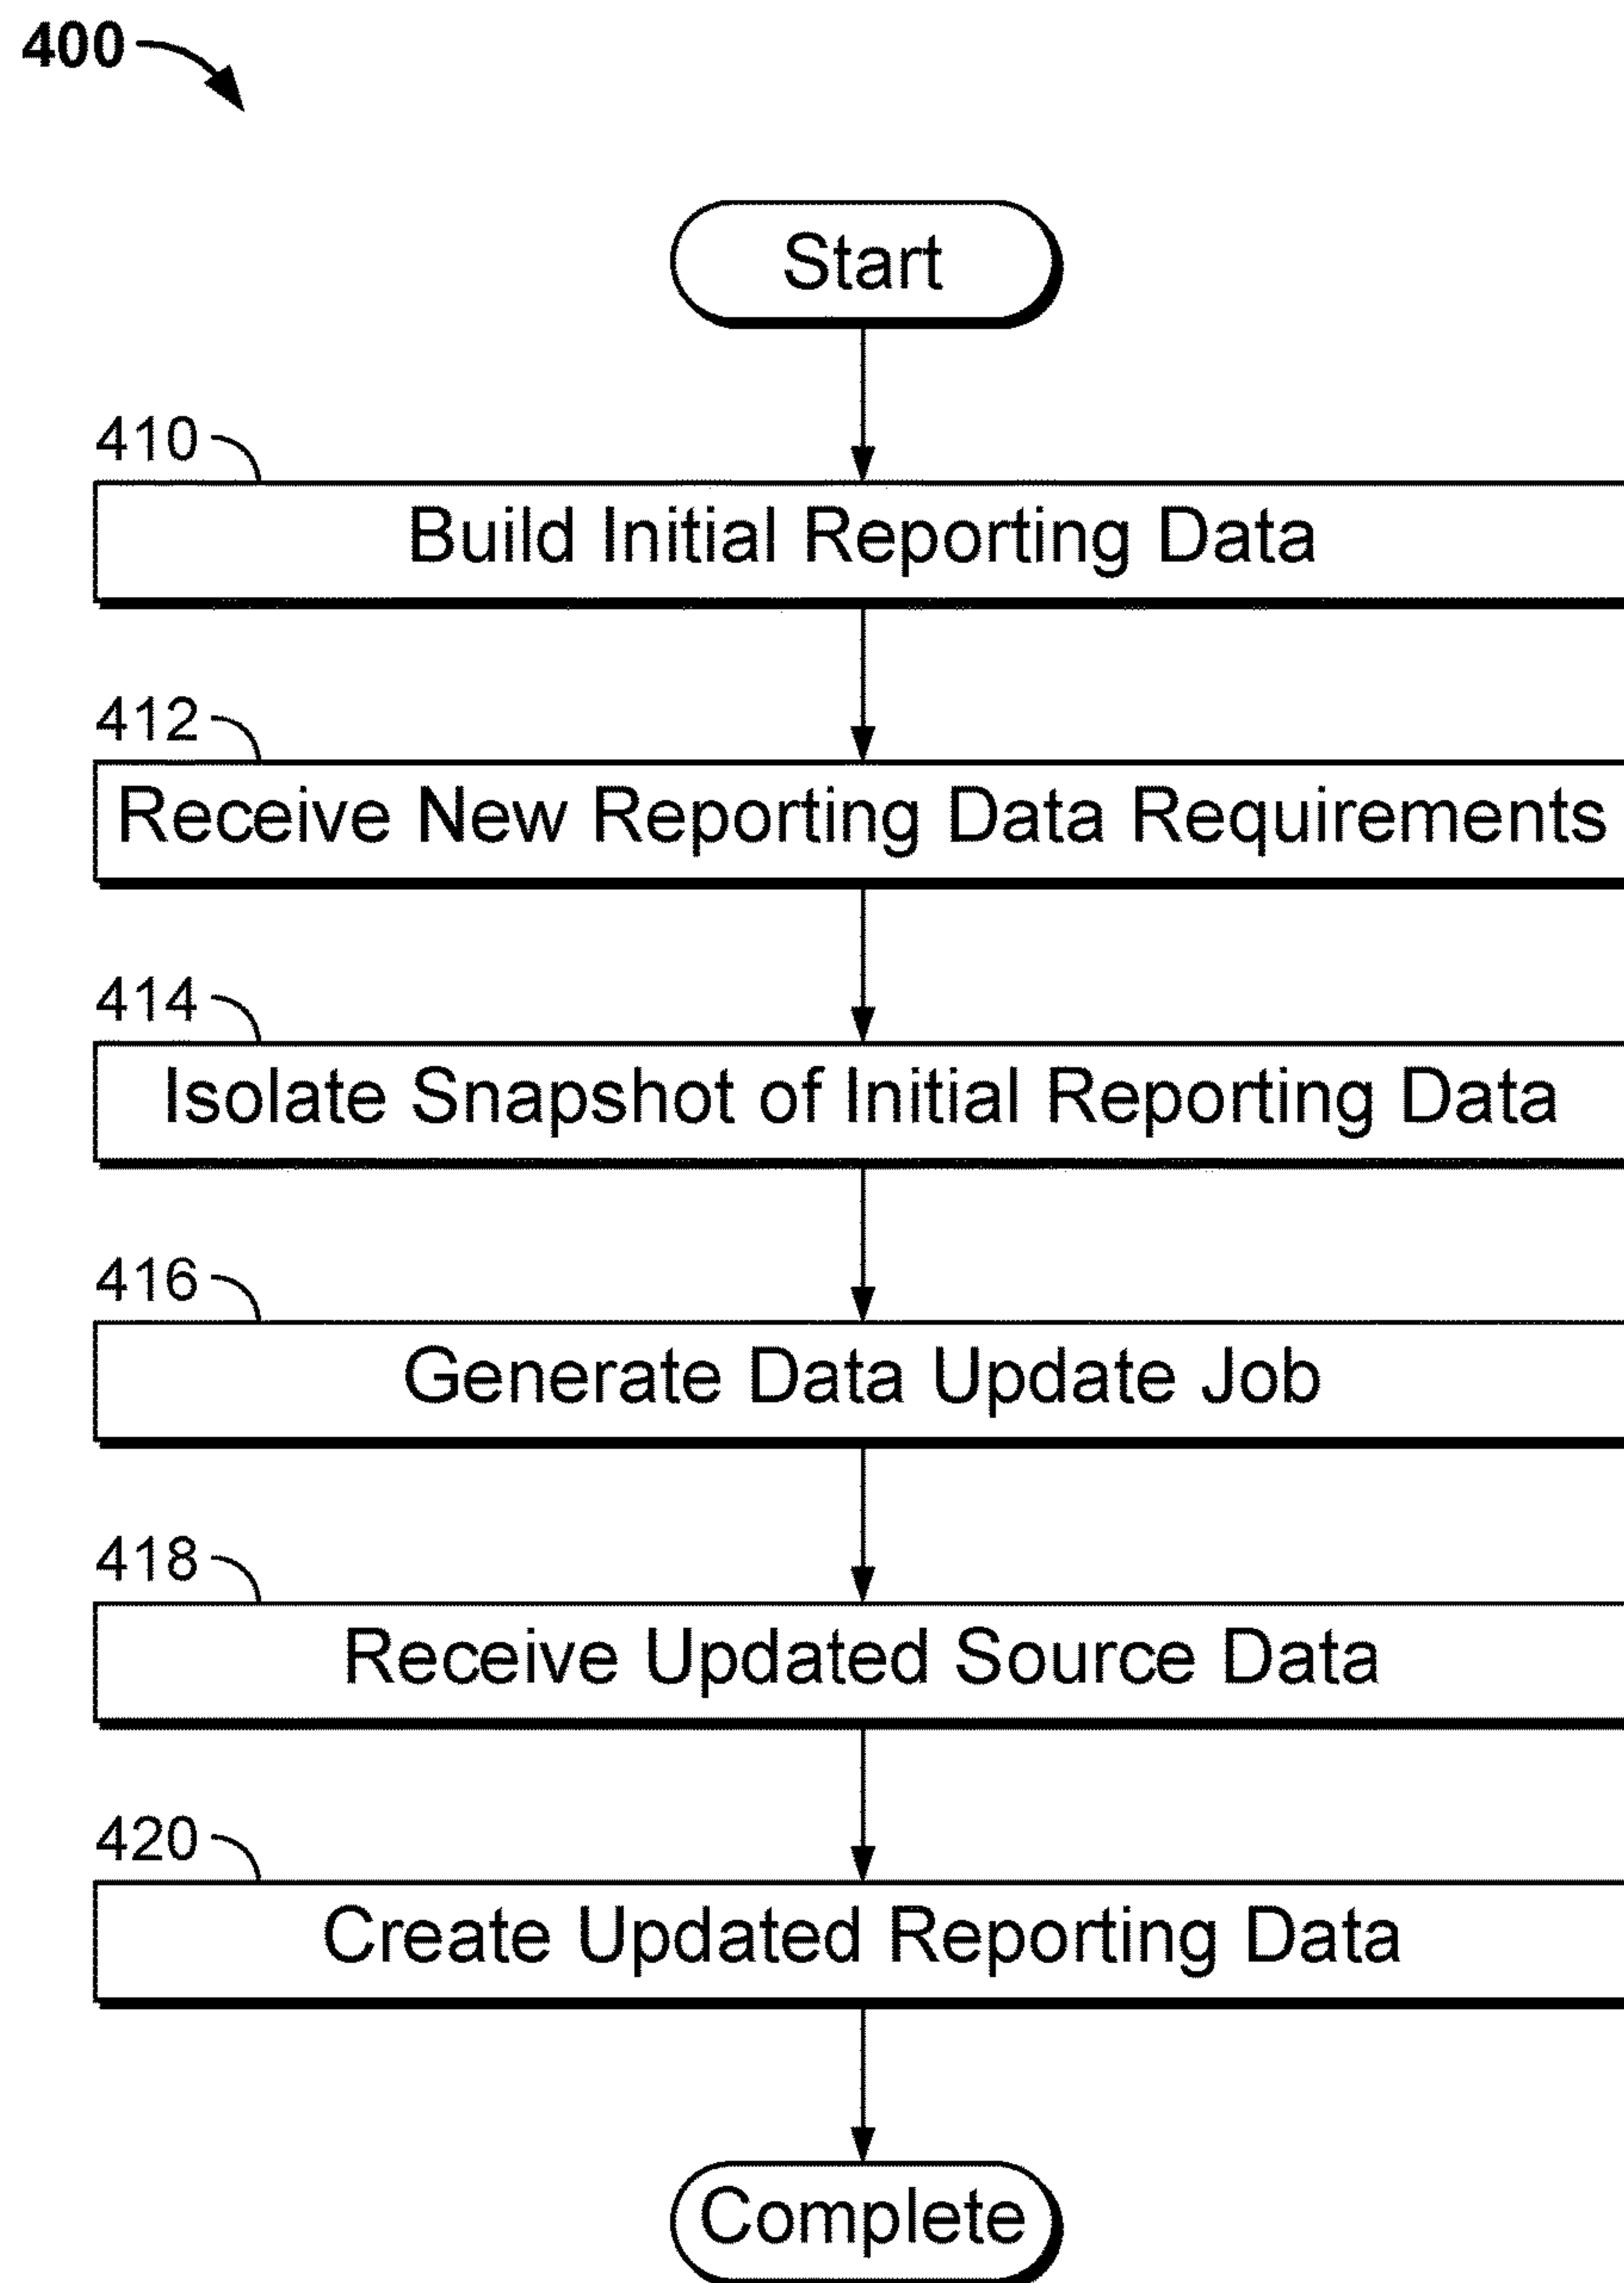 400
Start
410
Build Initial Reporting Data
412
Receive New Reporting Data Requirements
414
Isolate Snapshot of Initial Reporting Data
416
Generate Data Update Job
418
Receive Updated Source Data
420
Create Updated Reporting Data
Complete